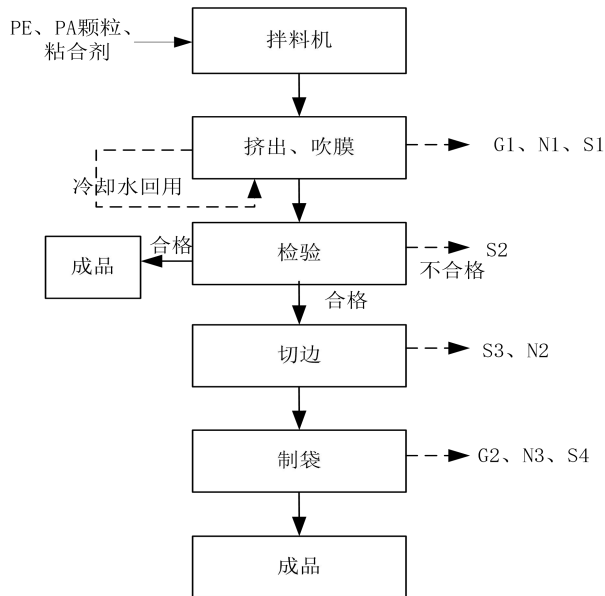 PE、PA颗粒、
粘合剂
拌料机
挤出、吹膜
G1、N1、S1
冷却水回用
检验
合格
成品
S2
不合格
合格
切边
S3、N2
制袋
G2、N3、S4
成品